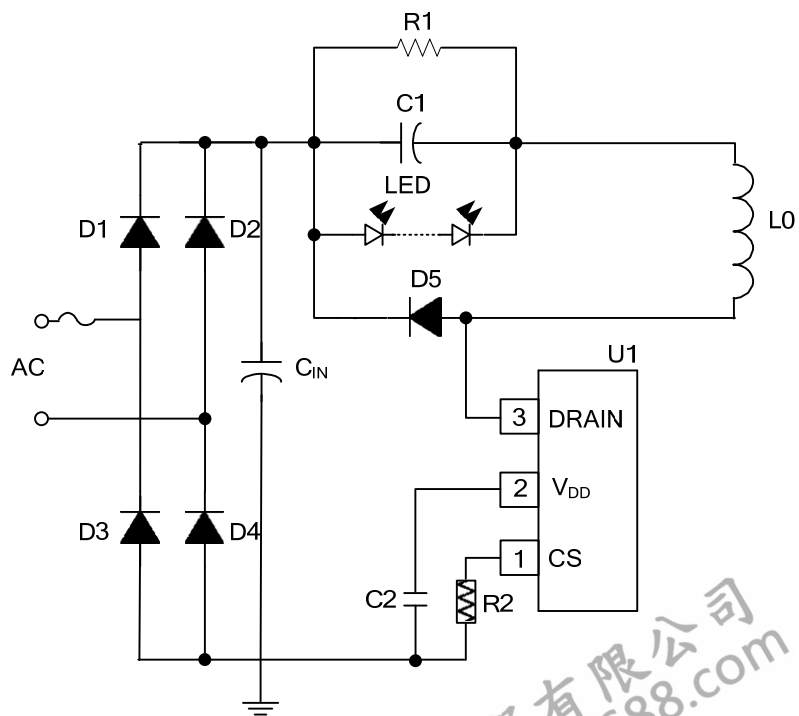 R1
C1
LED
D1
D2
L0
D5
AC
CIN
U1
3 DRAIN
2 VDD
1 CS
D3
D4
C2
R2
有限公司
88.com